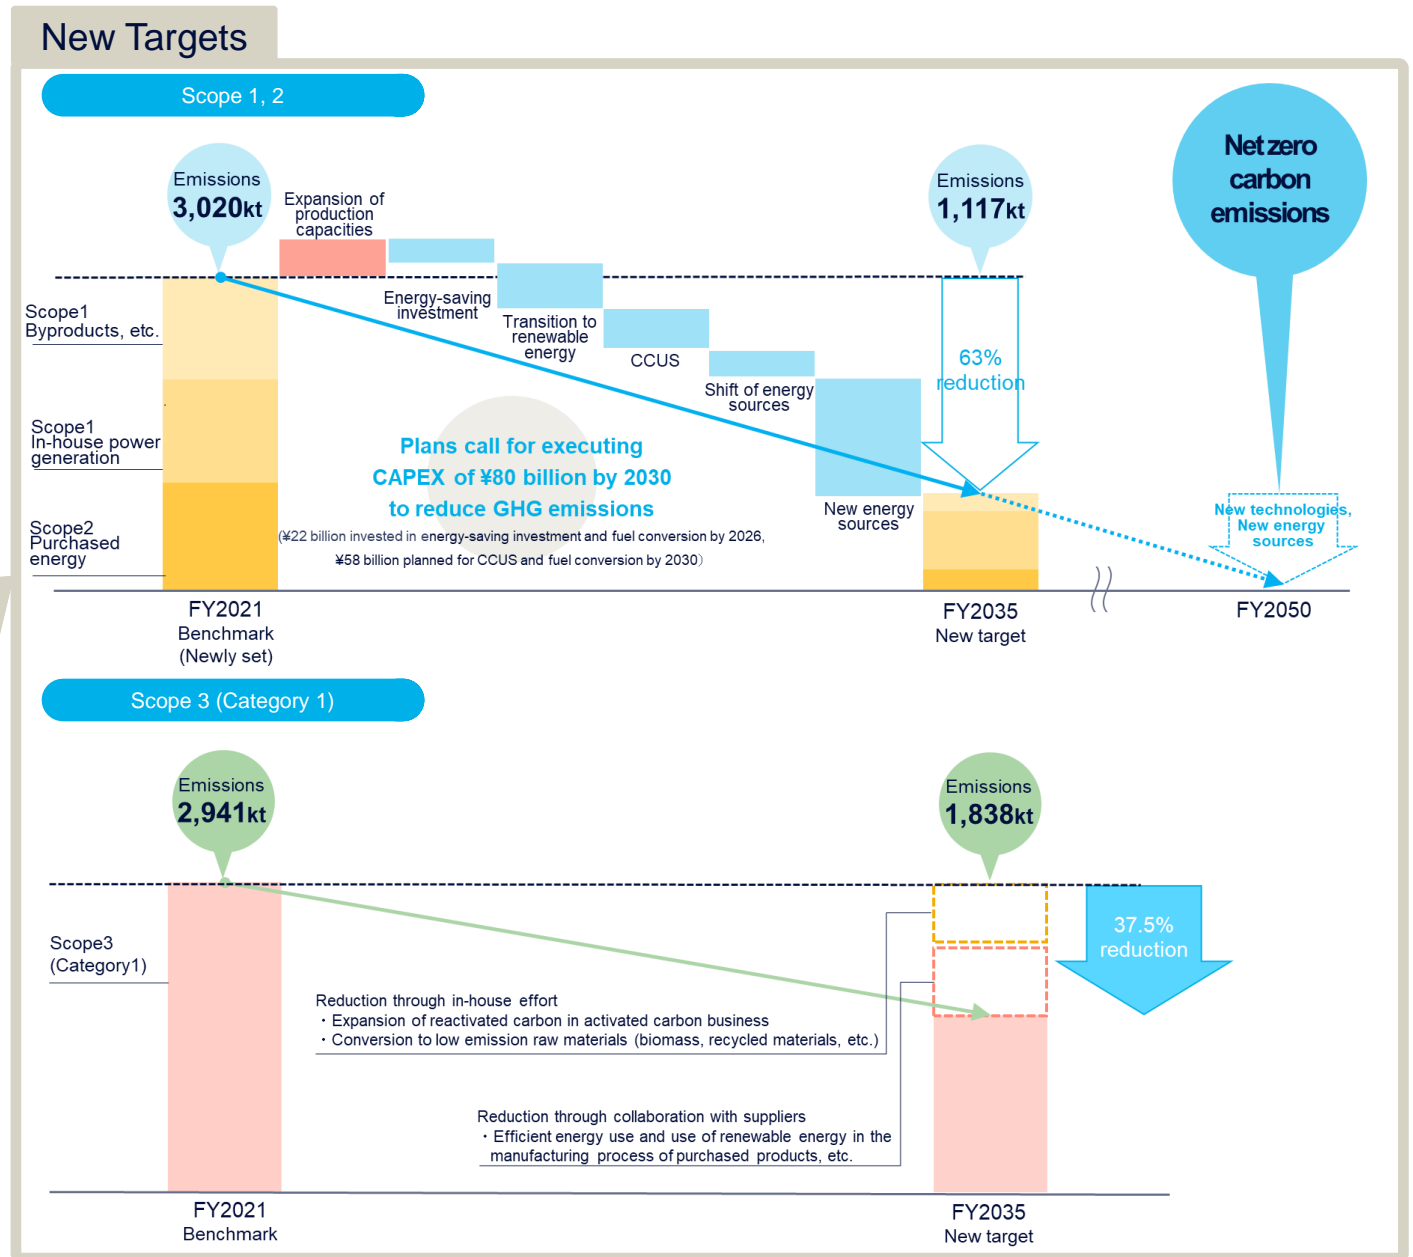 New Targets
Scope 1, 2
Emissions
3,020kt
Expansion of
production
capacities
Emissions
1,117kt
Net zero
carbon
emissions
Scope1
Byproducts, etc.
Energy-saving
investment
Transition to
renewable
energy
CCUS
Shift of energy
sources
63%
reduction
Scope1
In-house power
generation
Plans call for executing
CAPEX of ¥80 billion by 2030
to reduce GHG emissions
(¥22 billion invested in energy-saving investment and fuel conversion by 2026,
¥58 billion planned for CCUS and fuel conversion by 2030）
New energy
sources
New technologies,
New energy
sources
Scope2
Purchased
energy
FY2021
Benchmark
(Newly set)
FY2035
New target
FY2050
Scope 3 (Category 1)
Emissions
2,941kt
Emissions
1,838kt
Scope3
(Category1)
37.5%
reduction
Reduction through in-house effort
・Expansion of reactivated carbon in activated carbon business
・Conversion to low emission raw materials (biomass, recycled materials, etc.)
Reduction through collaboration with suppliers
・Efficient energy use and use of renewable energy in the
manufacturing process of purchased products, etc.
FY2021
Benchmark
FY2035
New target